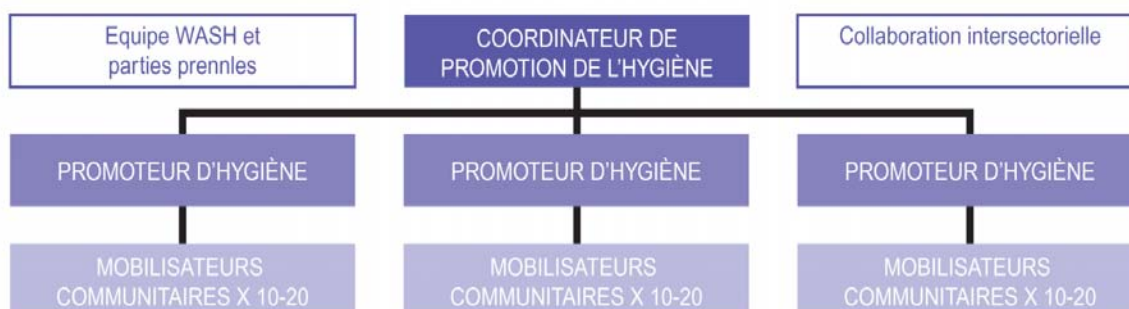 Equipe WASH et
parties prennles
COORDINATEUR DE
PROMOTION DE L'HYGIÈNE
Collaboration intersectorielle
PROMOTEUR D'HYGIÈNE
PROMOTEUR D'HYGIÈNE
PROMOTEUR D'HYGIÈNE
MOBILISATEURS
COMMUNITAIRES X 10-20
MOBILISATEURS
COMMUNITAIRES X 10-20
MOBILISATEURS
COMMUNITAIRES X 10-20